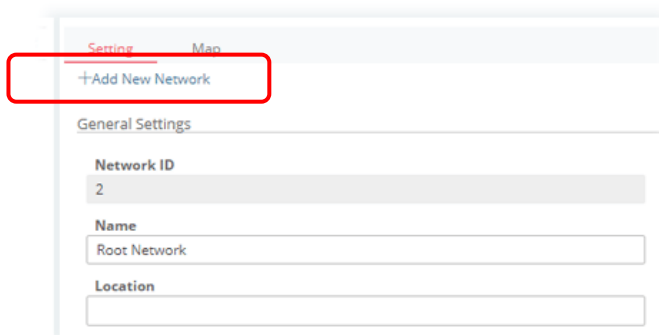 Setting Map
+Add New Network
General Settings
Network ID
2
Name
Root Network
Location